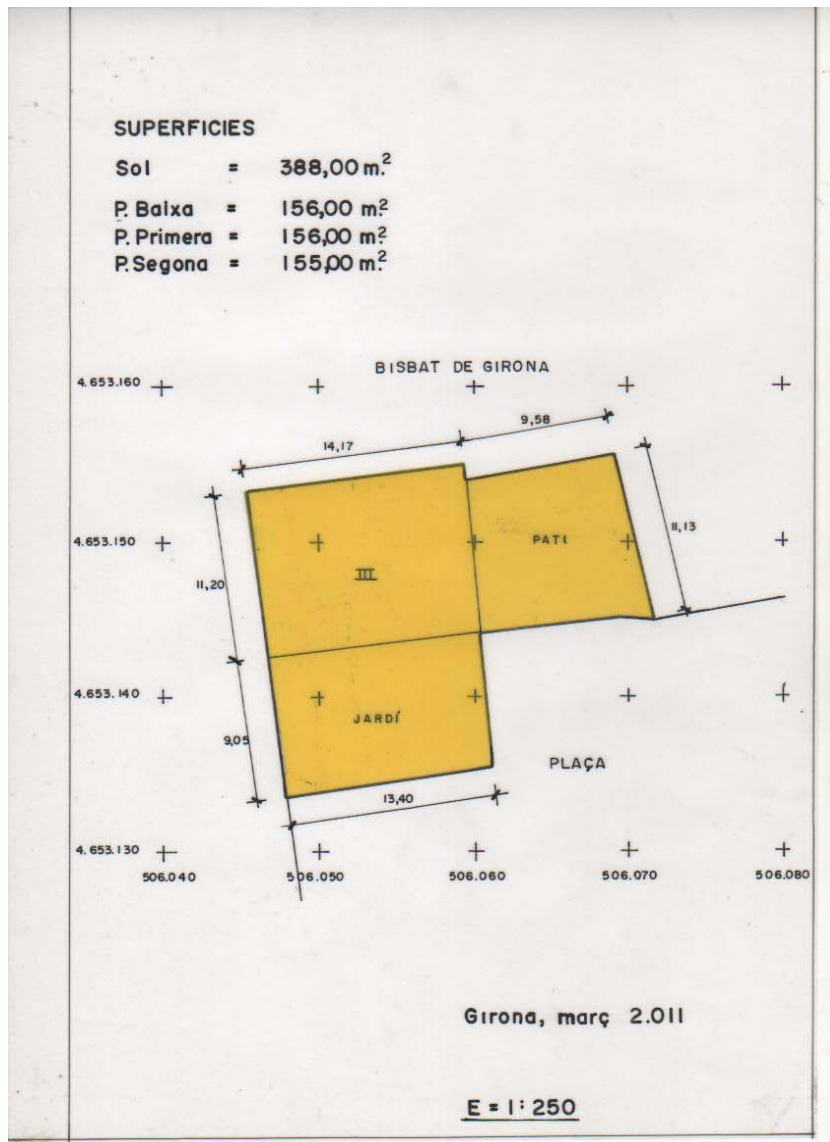 SUPERFICIES
Sol = 388,00 m.²
P. Baixa = 156,00 m.²
P. Primera = 156,00 m.²
P. Segona = 155,00 m.²
BISBAT DE GIRONA
4.653.160
9,58
14,17
11,13
4.653.150
PATI
11,20
III
4.653.140
JARDÍ
9,05
PLAÇA
13,40
4.653.130
506.040 506.050 506.060 506.070 506.080
Girona, març 2.011
E = 1: 250